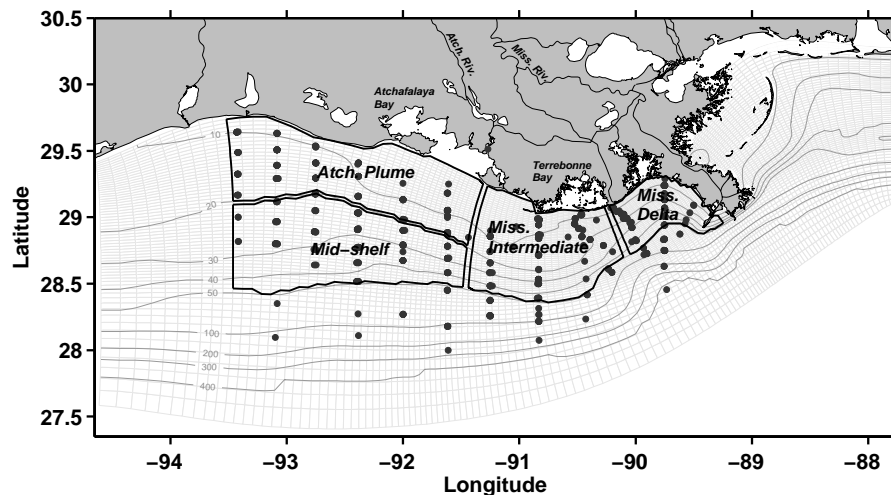 30.5
30
29.5
29
28.5
28
27.5
Latitude
−94
−93
−92
−91
−90
−89
−88
Longitude
Atch. Riv.
Miss. Riv.
Atchafalaya
Bay
Terrebonne
Bay
Atch. Plume
Mid−shelf
Miss.
Intermediate
Miss.
Delta
10
20
30
40
50
100
200
300
400